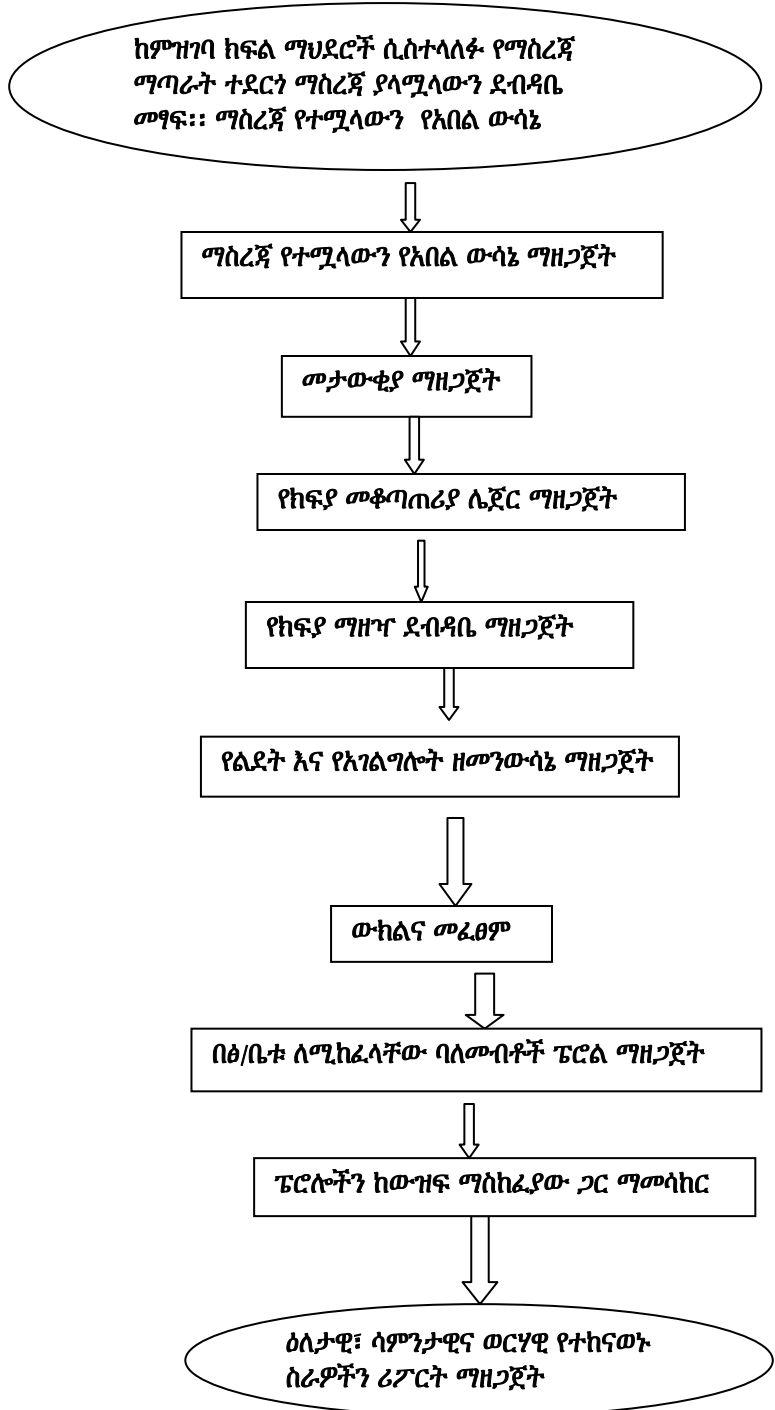 ከምዝገባ ክፍል ማህደሮች ሲስተላለፉ የማስረጃ
ማጣራት ተደርጎ ማስረጃ ያላሟላውን ደብዳቤ
መፃፍ፡፡ ማስረጃ የተሟላውን የአበል ውሳኔ
ማስረጃ የተሟላውን የአበል ውሳኔ ማዘጋጀት
መታውቂያ ማዘጋጀት
የክፍያ መቆጣጠሪያ ሌጀር ማዘጋጀት
የክፍያ ማዘዣ ደብዳቤ ማዘጋጀት
የልደት እና የአገልግሎት ዘመንውሳኔ ማዘጋጀት
ውክልና መፈፀም
በፅ/ቤቱ ለሚከፈላቸው ባለመብቶች ፔሮል ማዘጋጀት
ፔሮሎችን ከውዝፍ ማስከፈያው ጋር ማመሳከር
ዕለታዊ፣ ሳምንታዊና ወርሃዊ የተከናወኑ
ስራዎችን ሪፖርት ማዘጋጀት